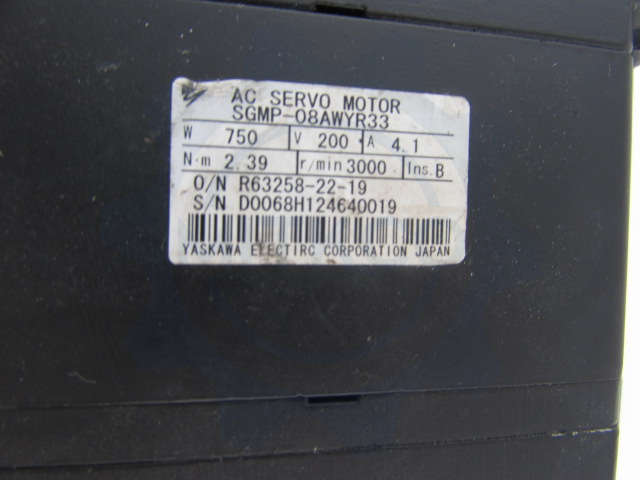 AC SERVO MOTOR
SGMP-08AWYR33
W 750 V 200 A 4.1
N·m 2.39 r/min 3000 Ins. B
O/N R63258-22-19
S/N D0068H124640019
YASKAWA ELECTIRC CORPORATION JAPAN